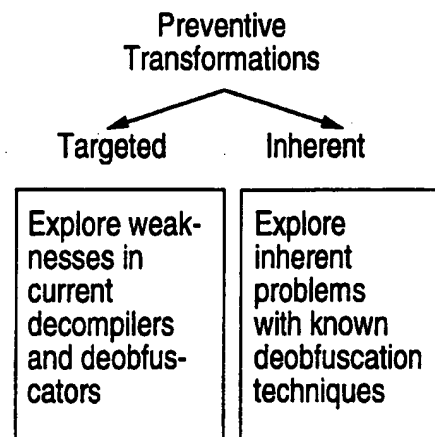 Preventive
Transformations
Targeted
Inherent
Explore weak-
nesses in
current
decompilers
and deobfus-
cators
Explore
inherent
problems
with known
deobfuscation
techniques